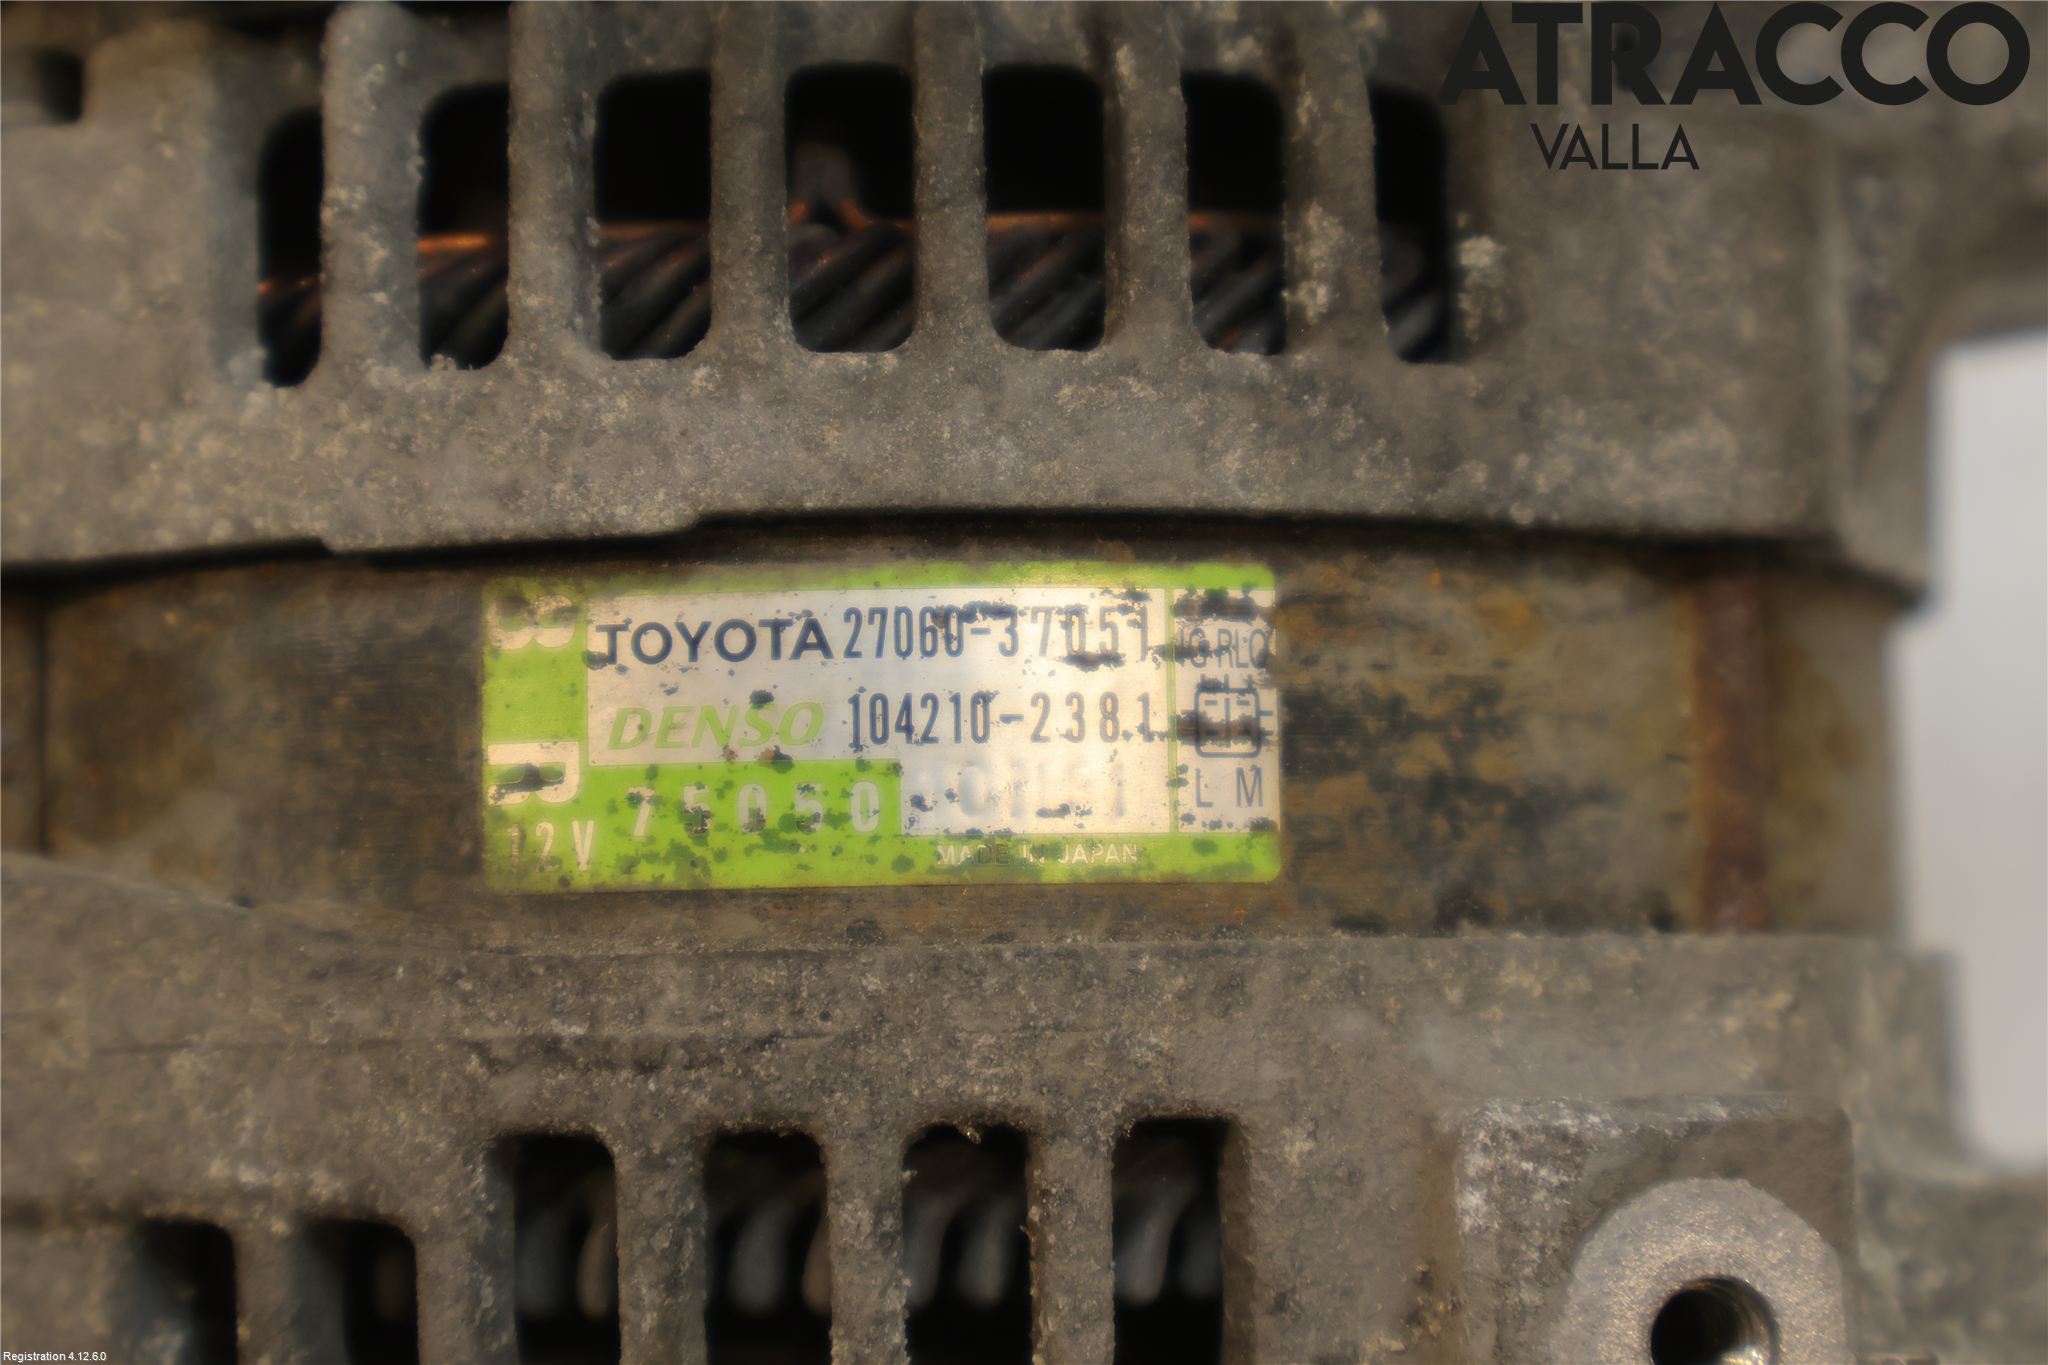 ATRACCO
VALLA
TOYOTA 27060-37051
DENSO 104210-2381
L M
12V 75050
MADE IN JAPAN
Registration 4.12.6.0